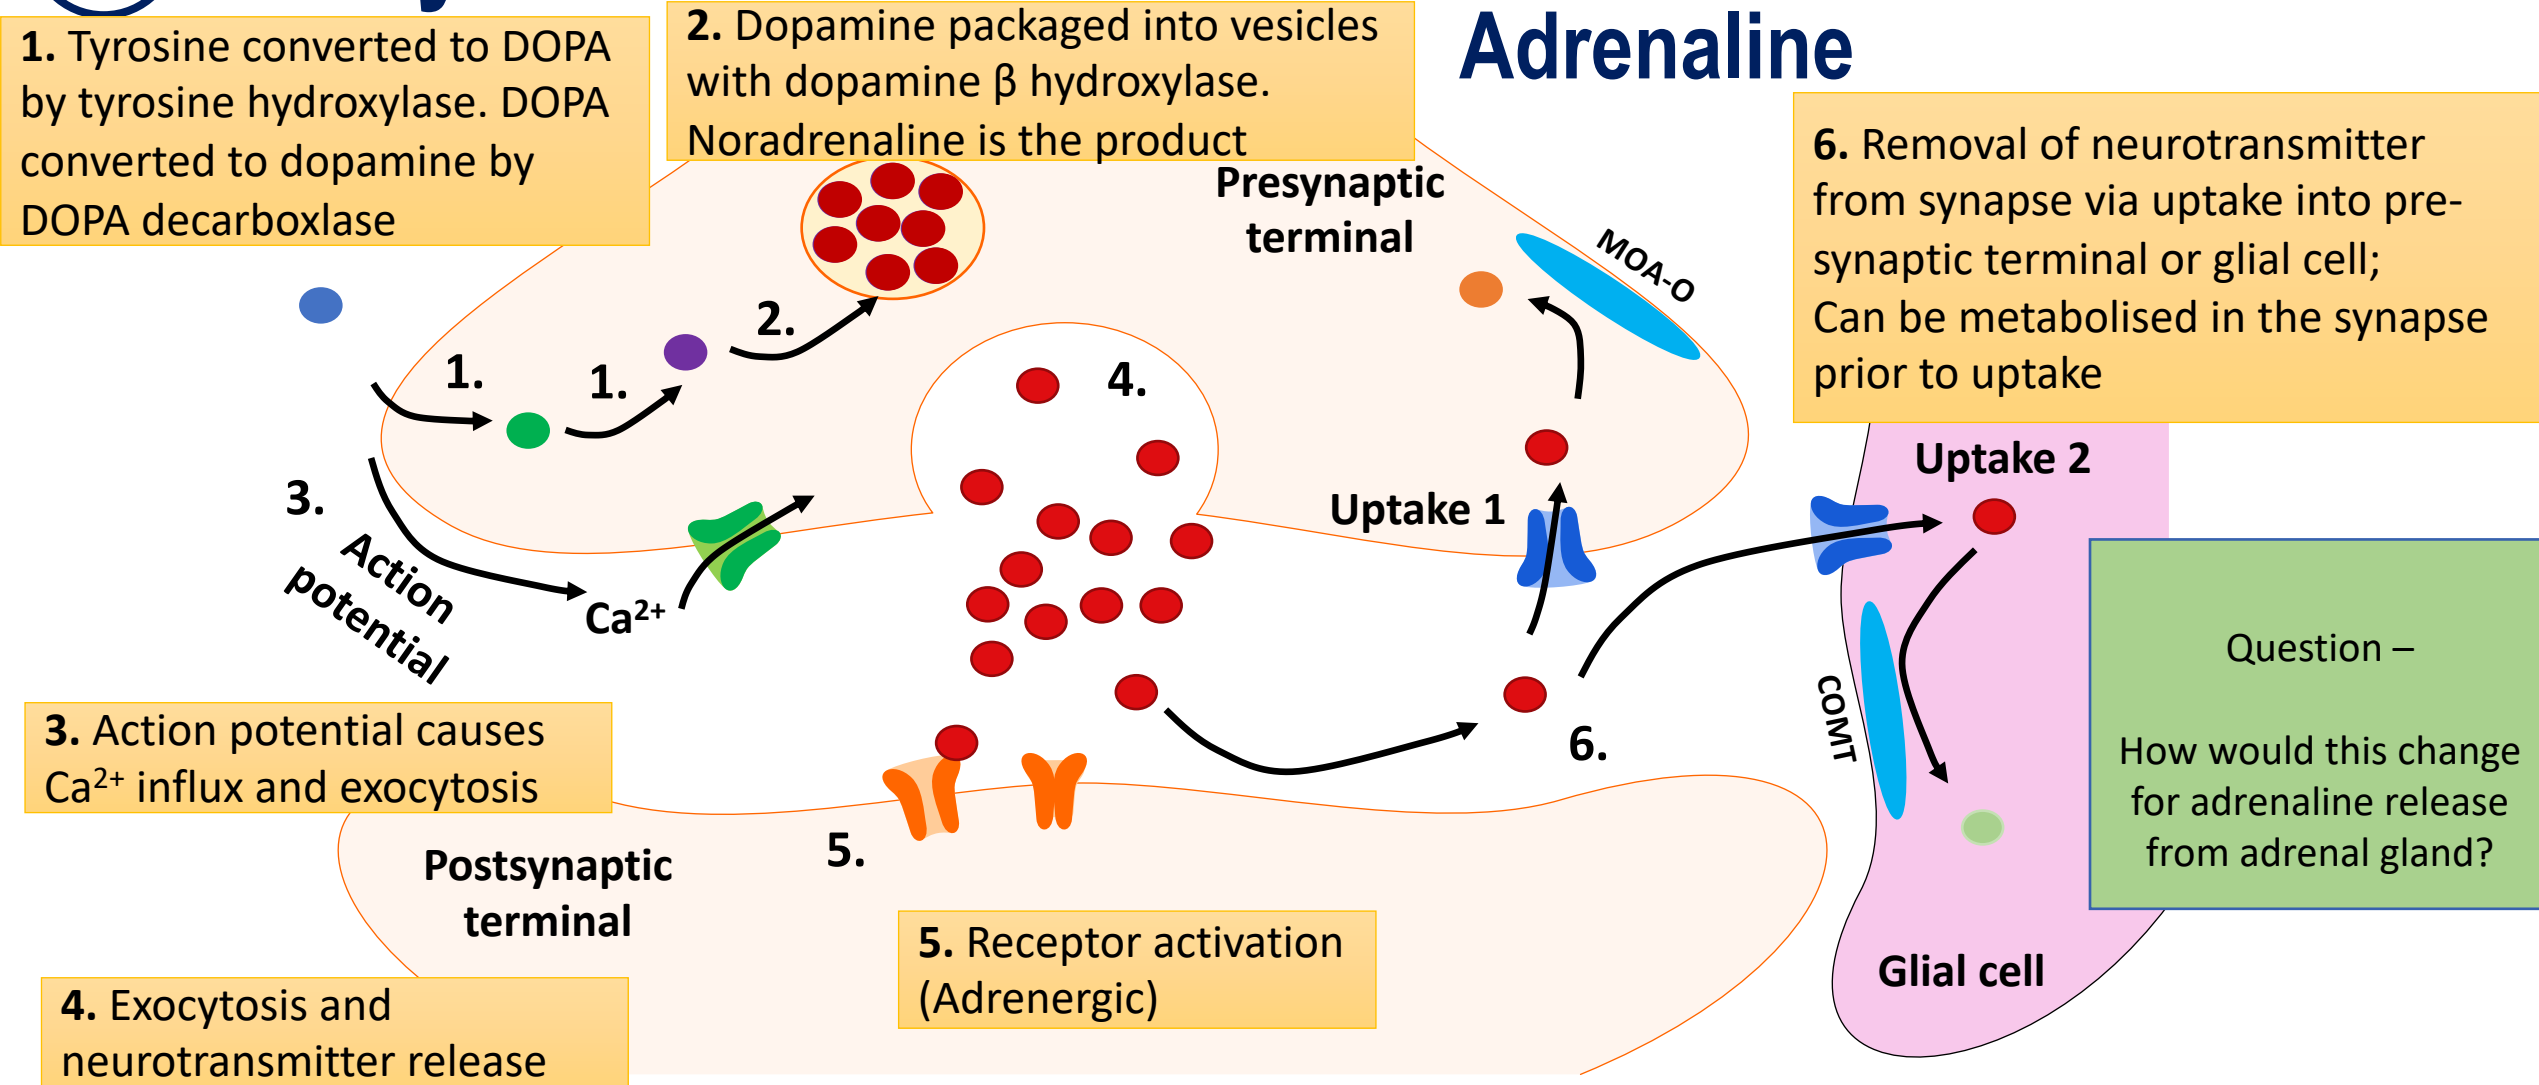 Adrenaline
1. Tyrosine converted to DOPA
by tyrosine hydroxylase. DOPA
converted to dopamine by
DOPA decarboxlase
2. Dopamine packaged into vesicles
with dopamine β hydroxylase.
Noradrenaline is the product
6. Removal of neurotransmitter
from synapse via uptake into pre-
synaptic terminal or glial cell;
Can be metabolised in the synapse
prior to uptake
Presynaptic
terminal
MOA-O
2.
1.
1.
4.
3.
Action
potential
Ca²⁺
Uptake 1
Uptake 2
6.
COMT
Question –
How would this change
for adrenaline release
from adrenal gland?
3. Action potential causes
Ca²⁺ influx and exocytosis
Postsynaptic
terminal
5.
5. Receptor activation
(Adrenergic)
Glial cell
4. Exocytosis and
neurotransmitter release